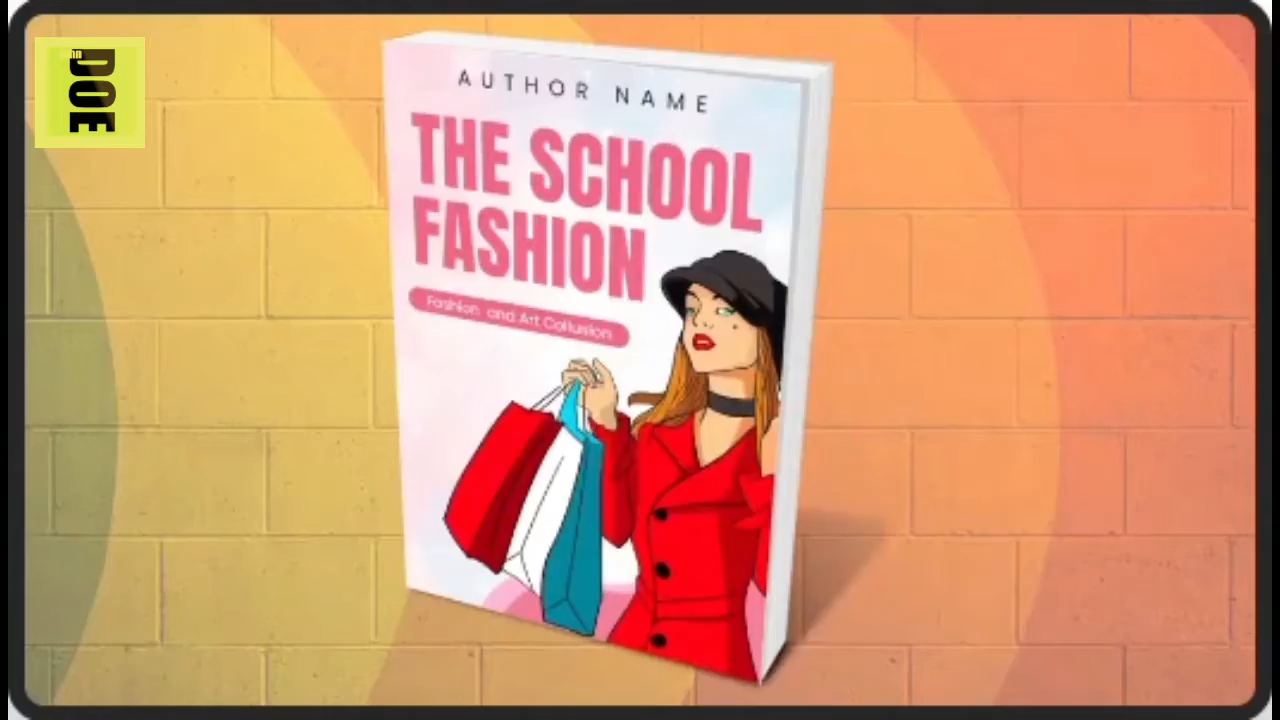 DOE
AUTHOR NAME
THE SCHOOL
FASHION
Fashion and Art Collusion